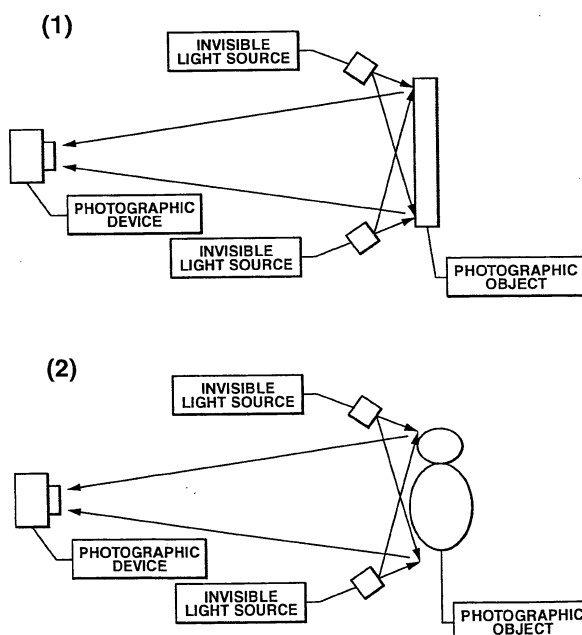 (1)
INVISIBLE
LIGHT SOURCE
PHOTOGRAPHIC
DEVICE
INVISIBLE
LIGHT SOURCE
PHOTOGRAPHIC
OBJECT
(2)
INVISIBLE
LIGHT SOURCE
PHOTOGRAPHIC
DEVICE
INVISIBLE
LIGHT SOURCE
PHOTOGRAPHIC
OBJECT